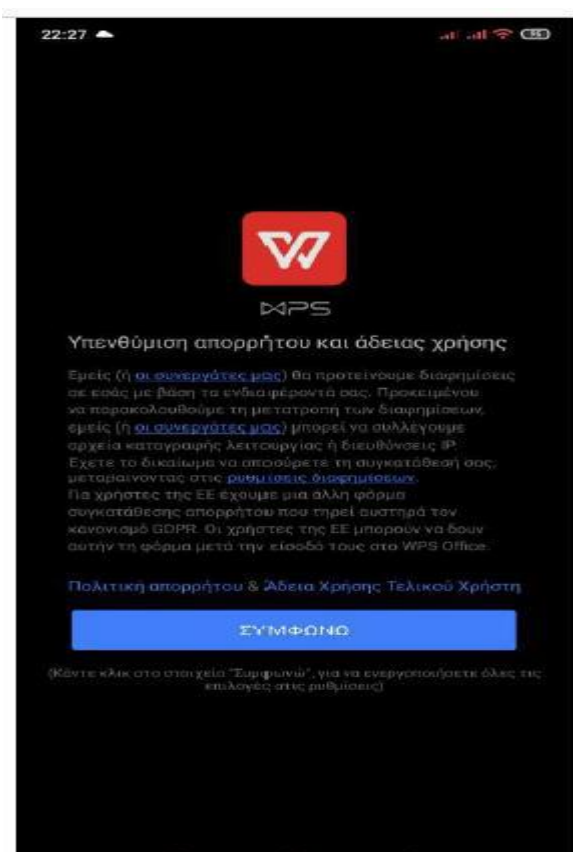 22:27
WPS
Υπενθύμιση απορρήτου και άδειας χρήσης
Εμείς (ή οι συνεργάτες μας) θα προτείνουμε διαφημίσεις
σε εσάς με βάση τα ενδιαφέροντά σας. Προκειμένου
να παρακολουθούμε τη μετατροπή των διαφημίσεων,
εμείς (ή οι συνεργάτες μας) μπορεί να συλλέγουμε
αρχεία καταγραφής λειτουργίας ή διευθύνσεις IP.
Έχετε το δικαίωμα να αποσύρετε τη συγκατάθεσή σας,
μεταβαίνοντας στις ρυθμίσεις διαφημίσεων.
Για χρήστες της ΕΕ έχουμε μια άλλη φόρμα
συγκατάθεσης απορρήτου που τηρεί αυστηρά τον
κανονισμό GDPR. Οι χρήστες της ΕΕ μπορούν να δουν
αυτήν τη φόρμα μετά την είσοδό τους στο WPS Office.
Πολιτική απορρήτου & Άδεια Χρήσης Τελικού Χρήστη
ΣΥΜΦΩΝΩ
(Κάντε κλικ στο στοιχείο "Συμφωνώ", για να ενεργοποιήσετε όλες τις
επιλογές στις ρυθμίσεις)